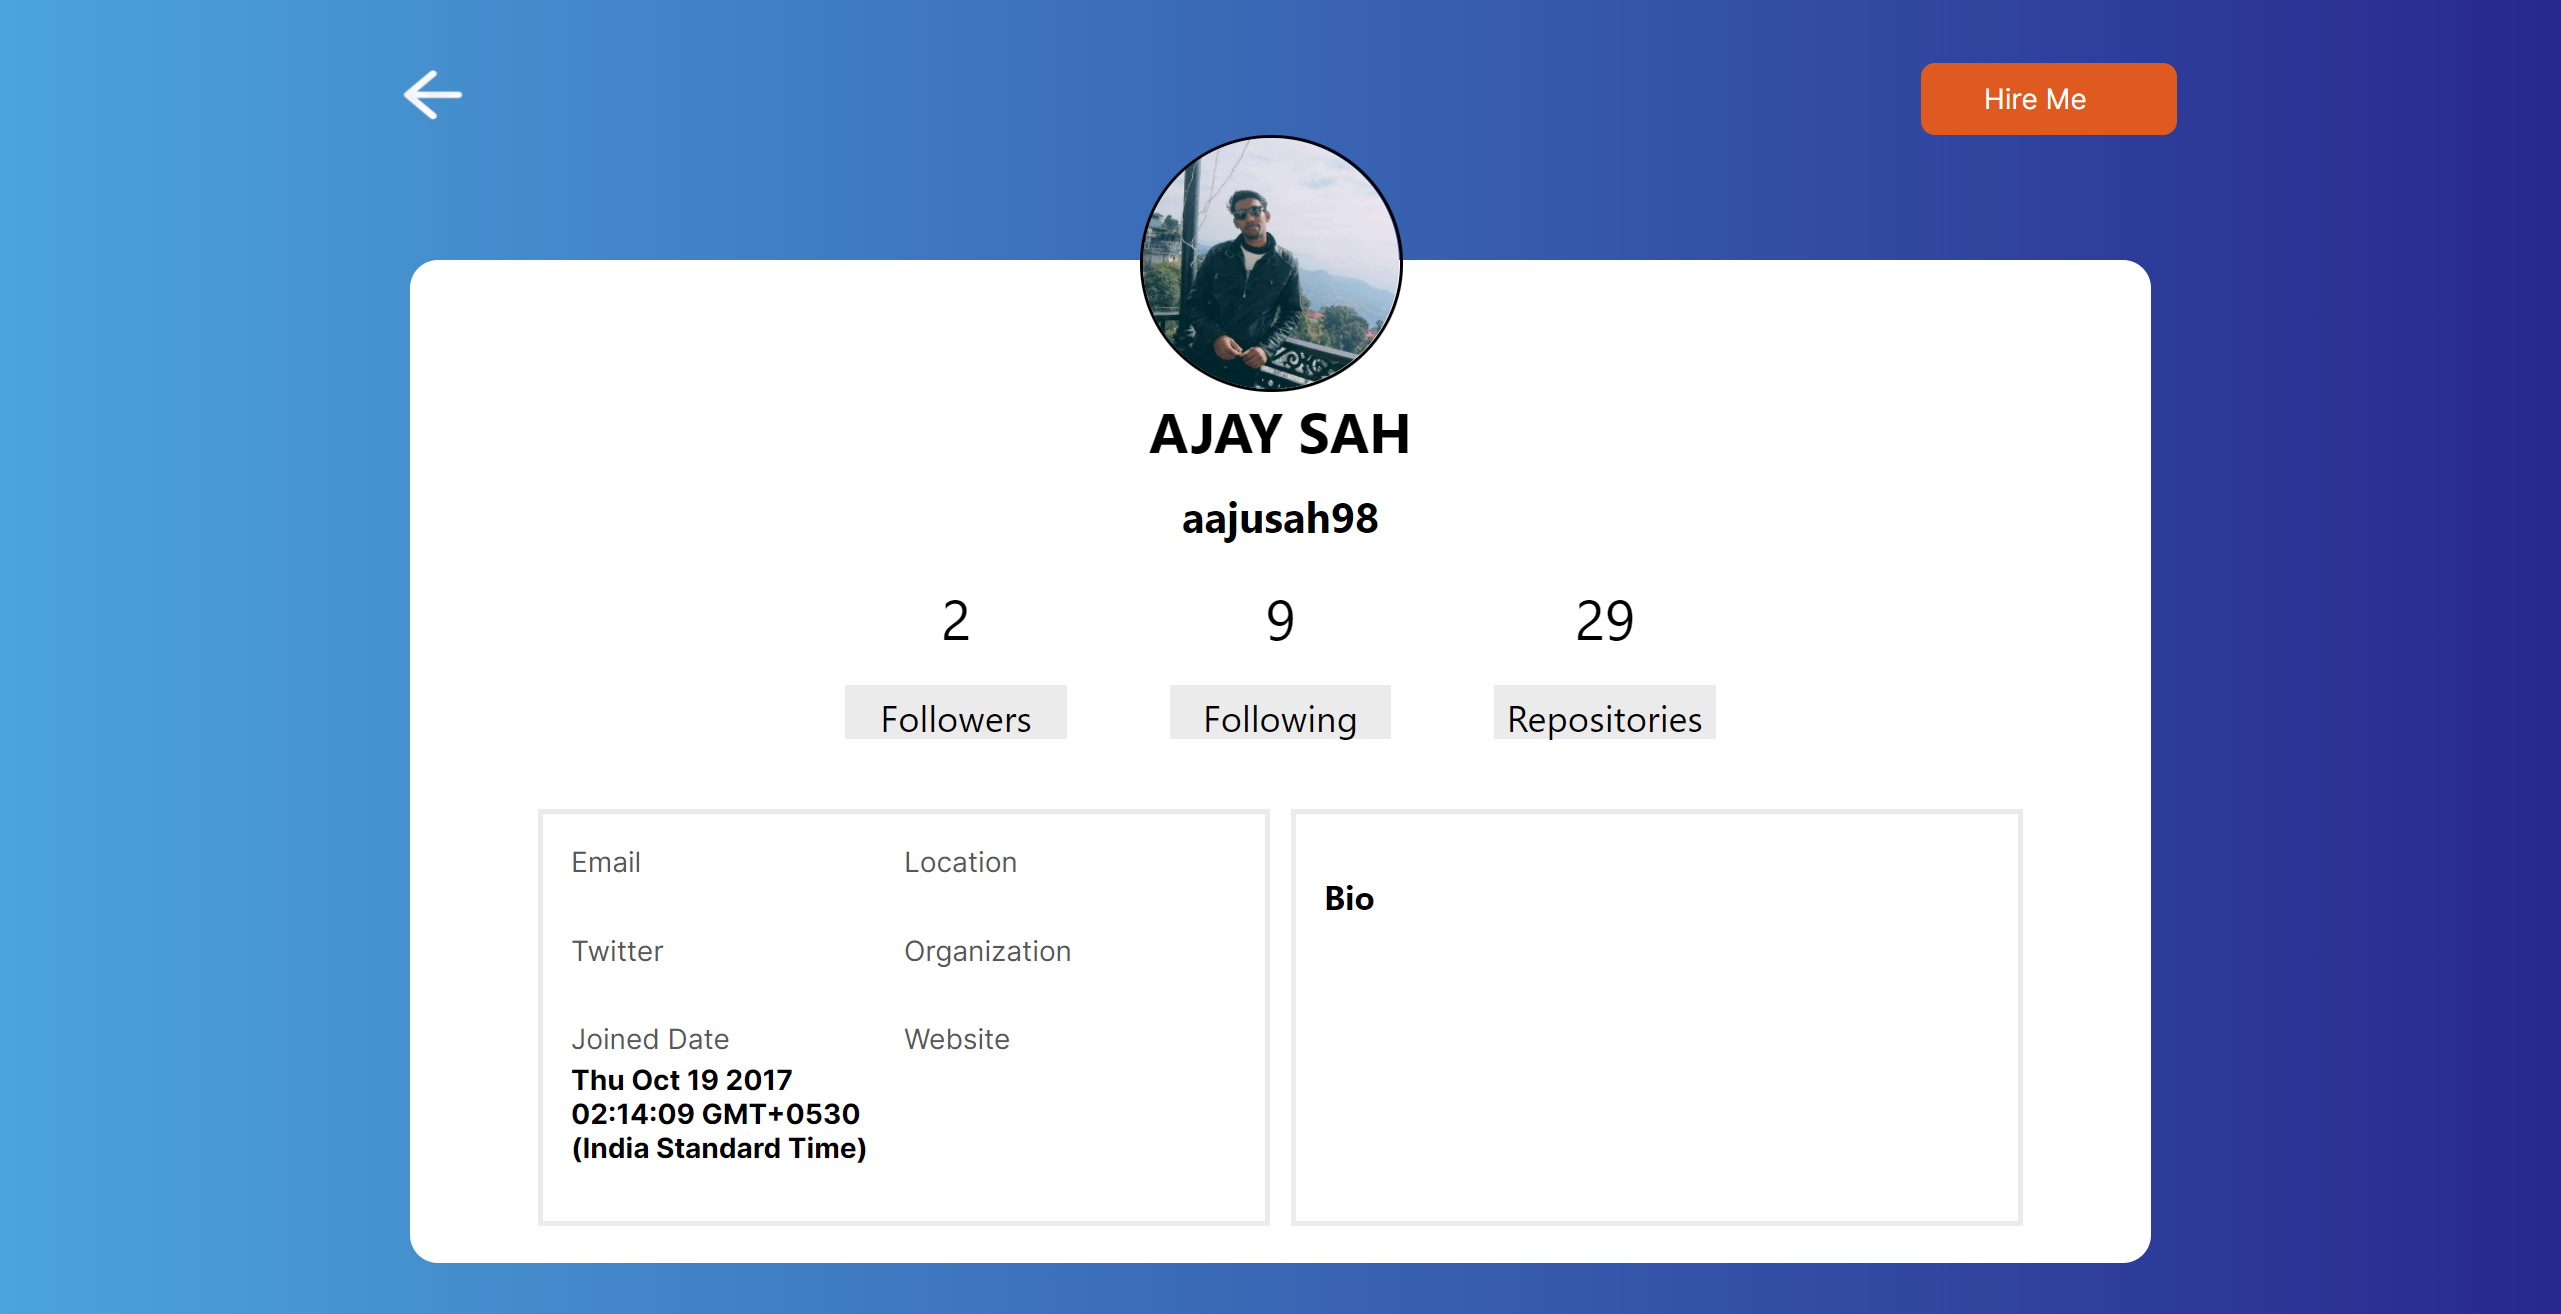 Hire Me
AJAY SAH
aajusah98
2
9
29
Followers
Following
Repositories
Email
Location
Twitter
Organization
Joined Date
Website
Thu Oct 19 2017
02:14:09 GMT+0530
(India Standard Time)
Bio